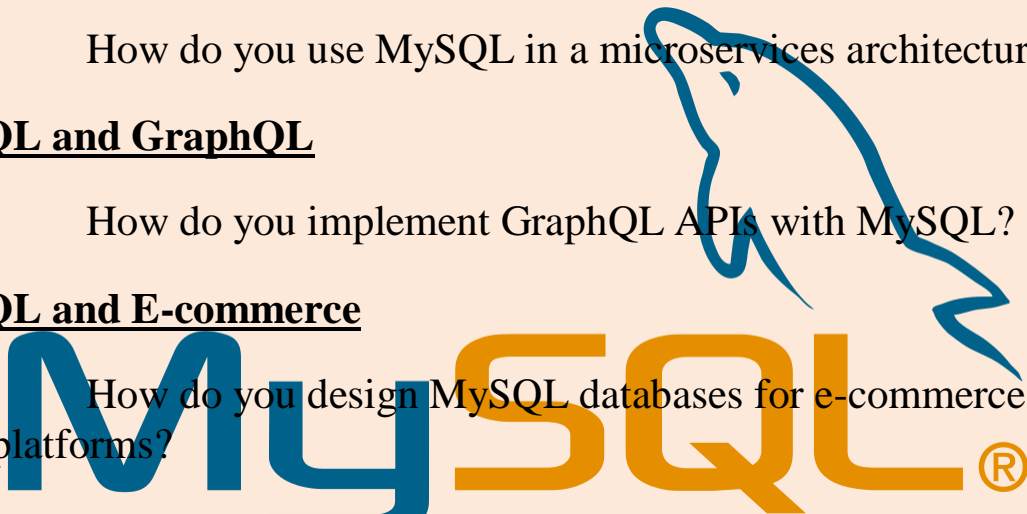 How do you use MySQL in a microservices architectur
QL and GraphQL
How do you implement GraphQL APIs with MySQL?
QL and E-commerce
How do you design MySQL databases for e-commerce
platforms?
MySQL®